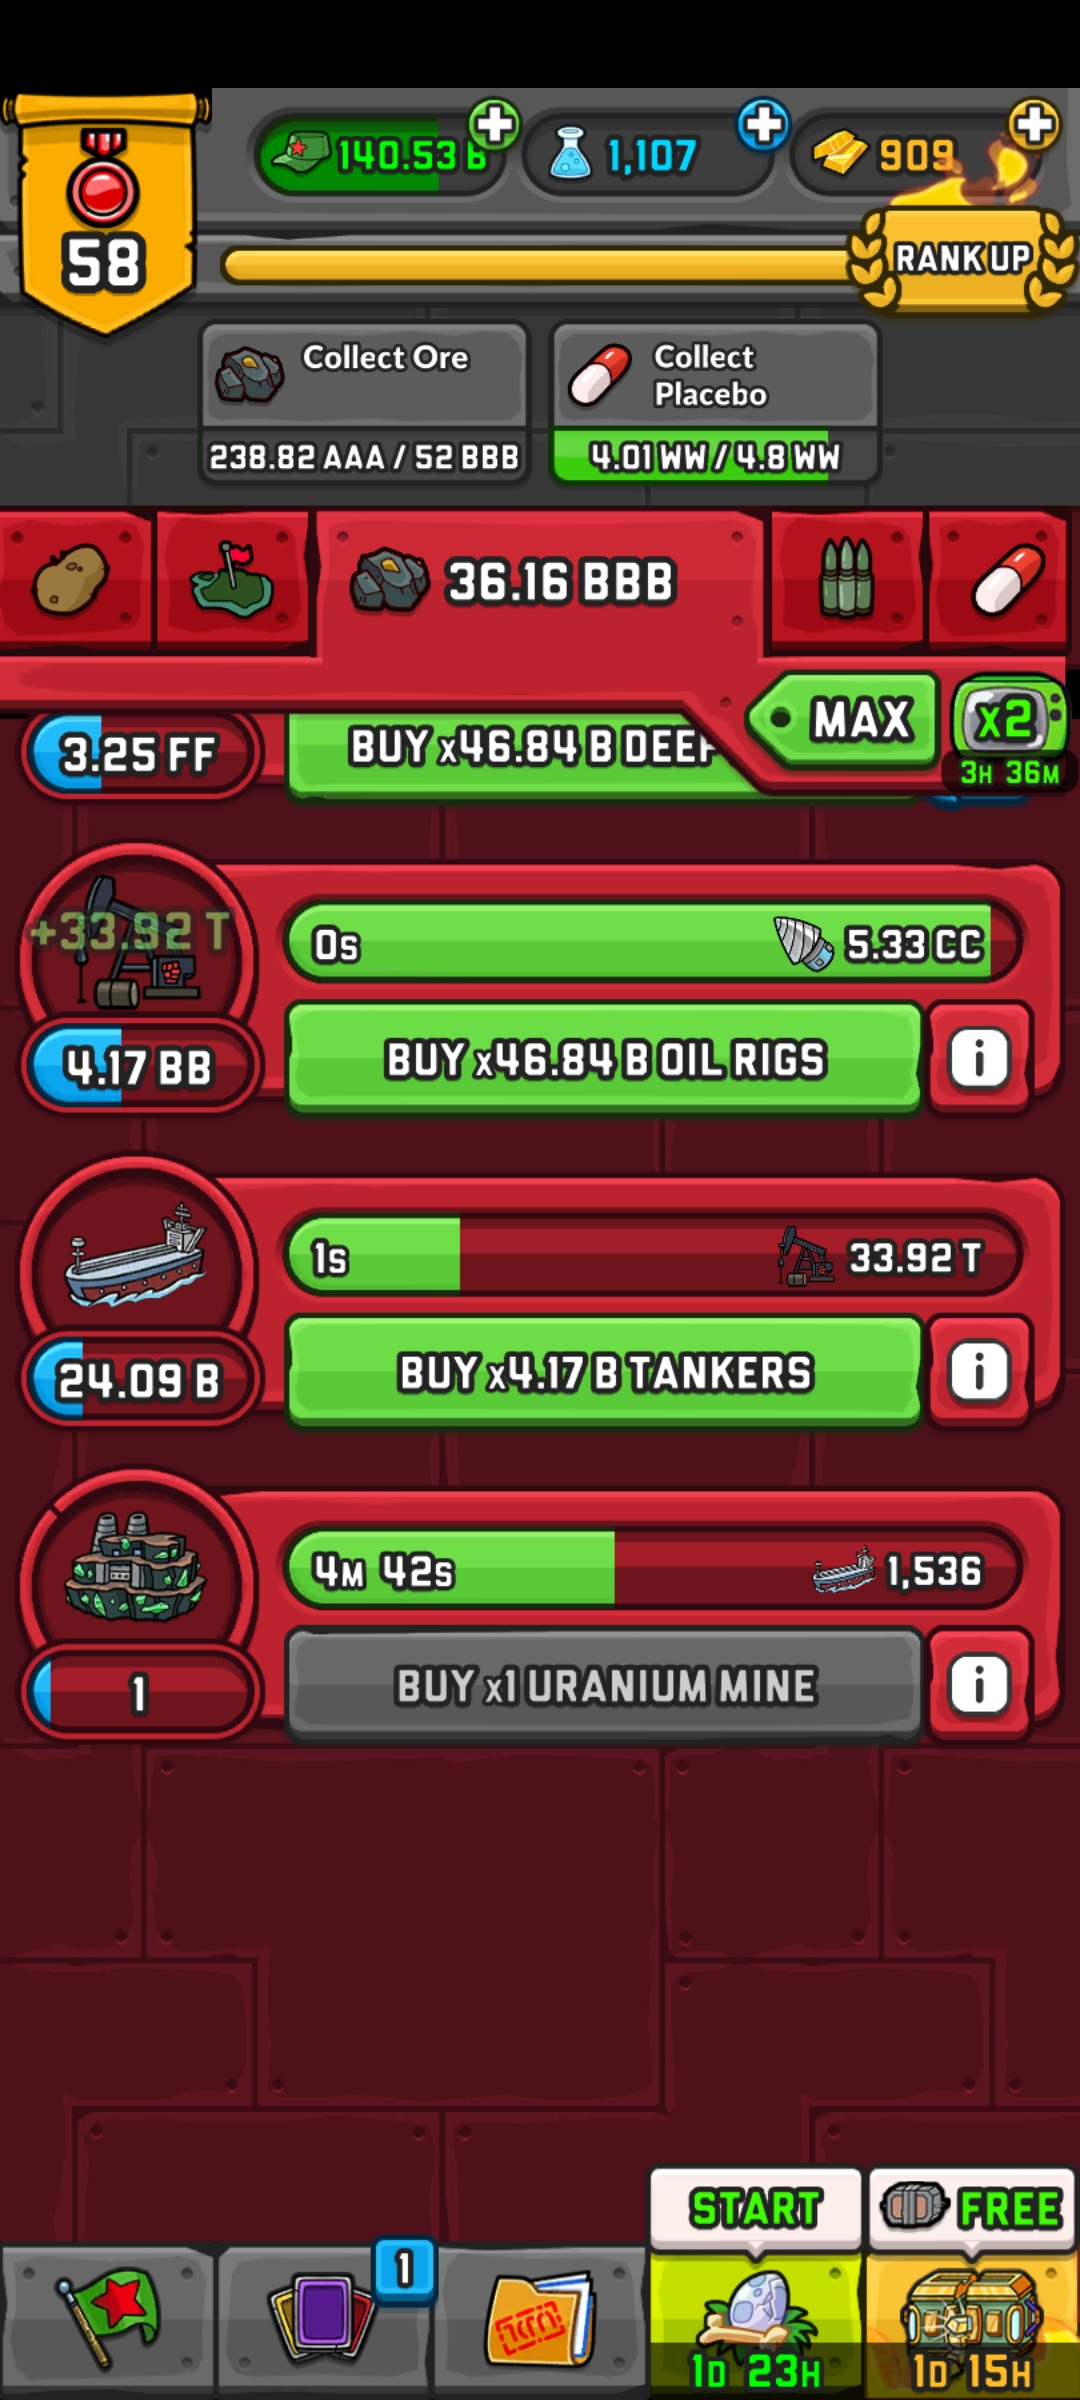 140.53 B
1,107
909
58
RANK UP
Collect Ore
238.82 AAA / 52 BBB
Collect
Placebo
4.01 WW / 4.8 WW
36.16 BBB
MAX
x2
3H 36M
3.25 FF
BUY x46.84 B DEEP
+33.92 T
0s
5.33 CC
4.17 BB
BUY x46.84 B OIL RIGS
i
1s
33.92 T
24.09 B
BUY x4.17 B TANKERS
i
4M 42s
1,536
1
BUY x1 URANIUM MINE
i
START
FREE
1
1D 23H
1D 15H